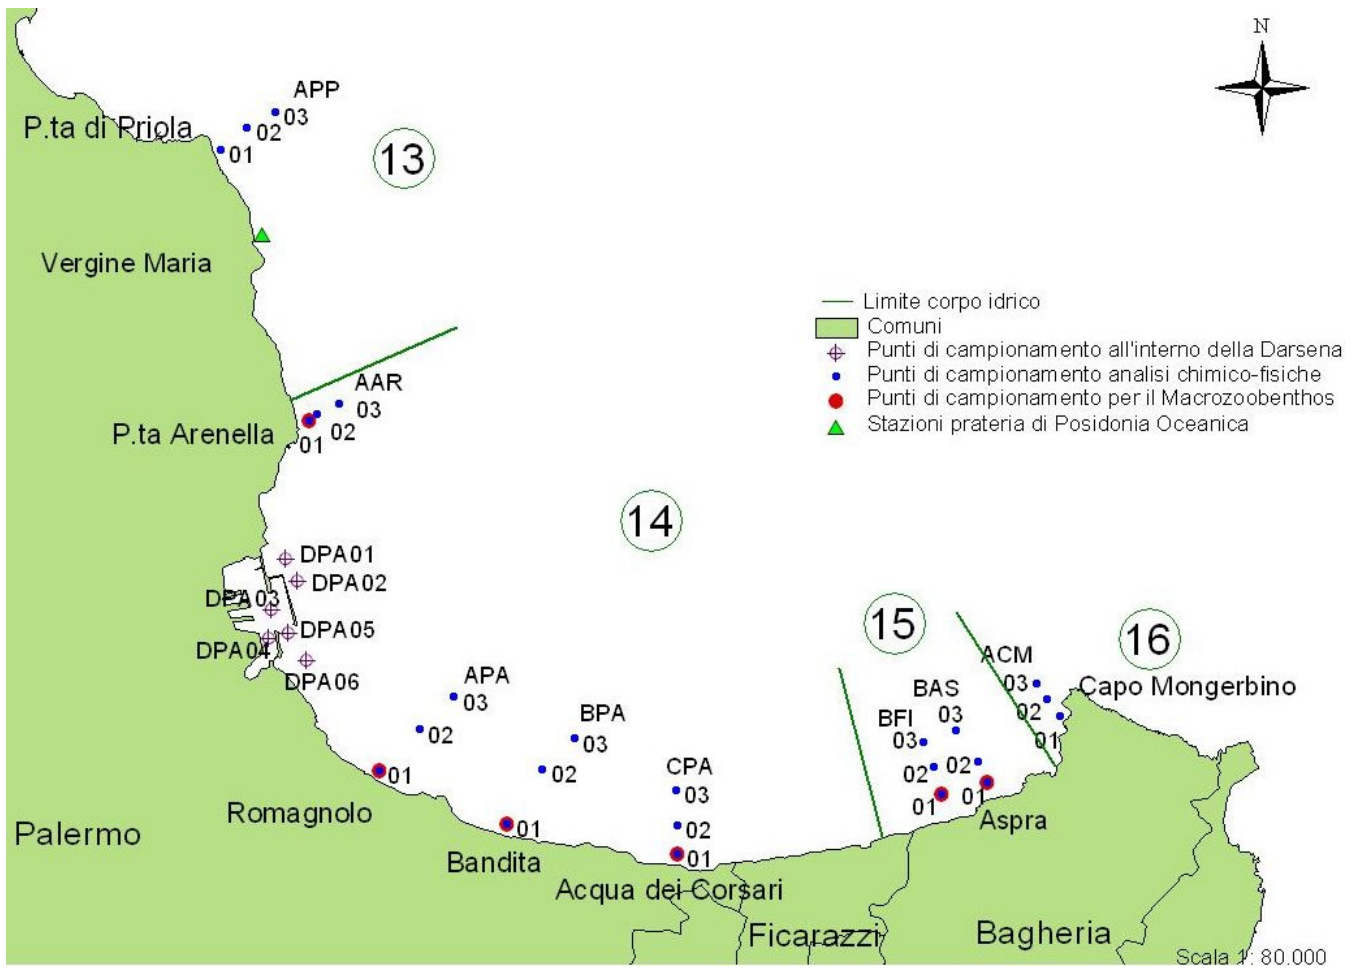 N
APP
03
02
01
P.ta di Priola
13
Vergine Maria
Limite corpo idrico
Comuni
Punti di campionamento all'interno della Darsena
Punti di campionamento analisi chimico-fisiche
Punti di campionamento per il Macrozoobenthos
Stazioni prateria di Posidonia Oceanica
AAR
03
02
01
P.ta Arenella
14
DPA01
DPA02
DPA03
DPA05
DPA04
DPA06
15
16
ACM
03
02
01
Capo Mongerbino
APA
03
02
01
BPA
03
02
01
CPA
03
02
01
BFI
03
02
01
BAS
03
02
01
Aspra
Romagnolo
Palermo
Bandita
Acqua dei Corsari
Ficarazzi
Bagheria
Scala 1: 80.000